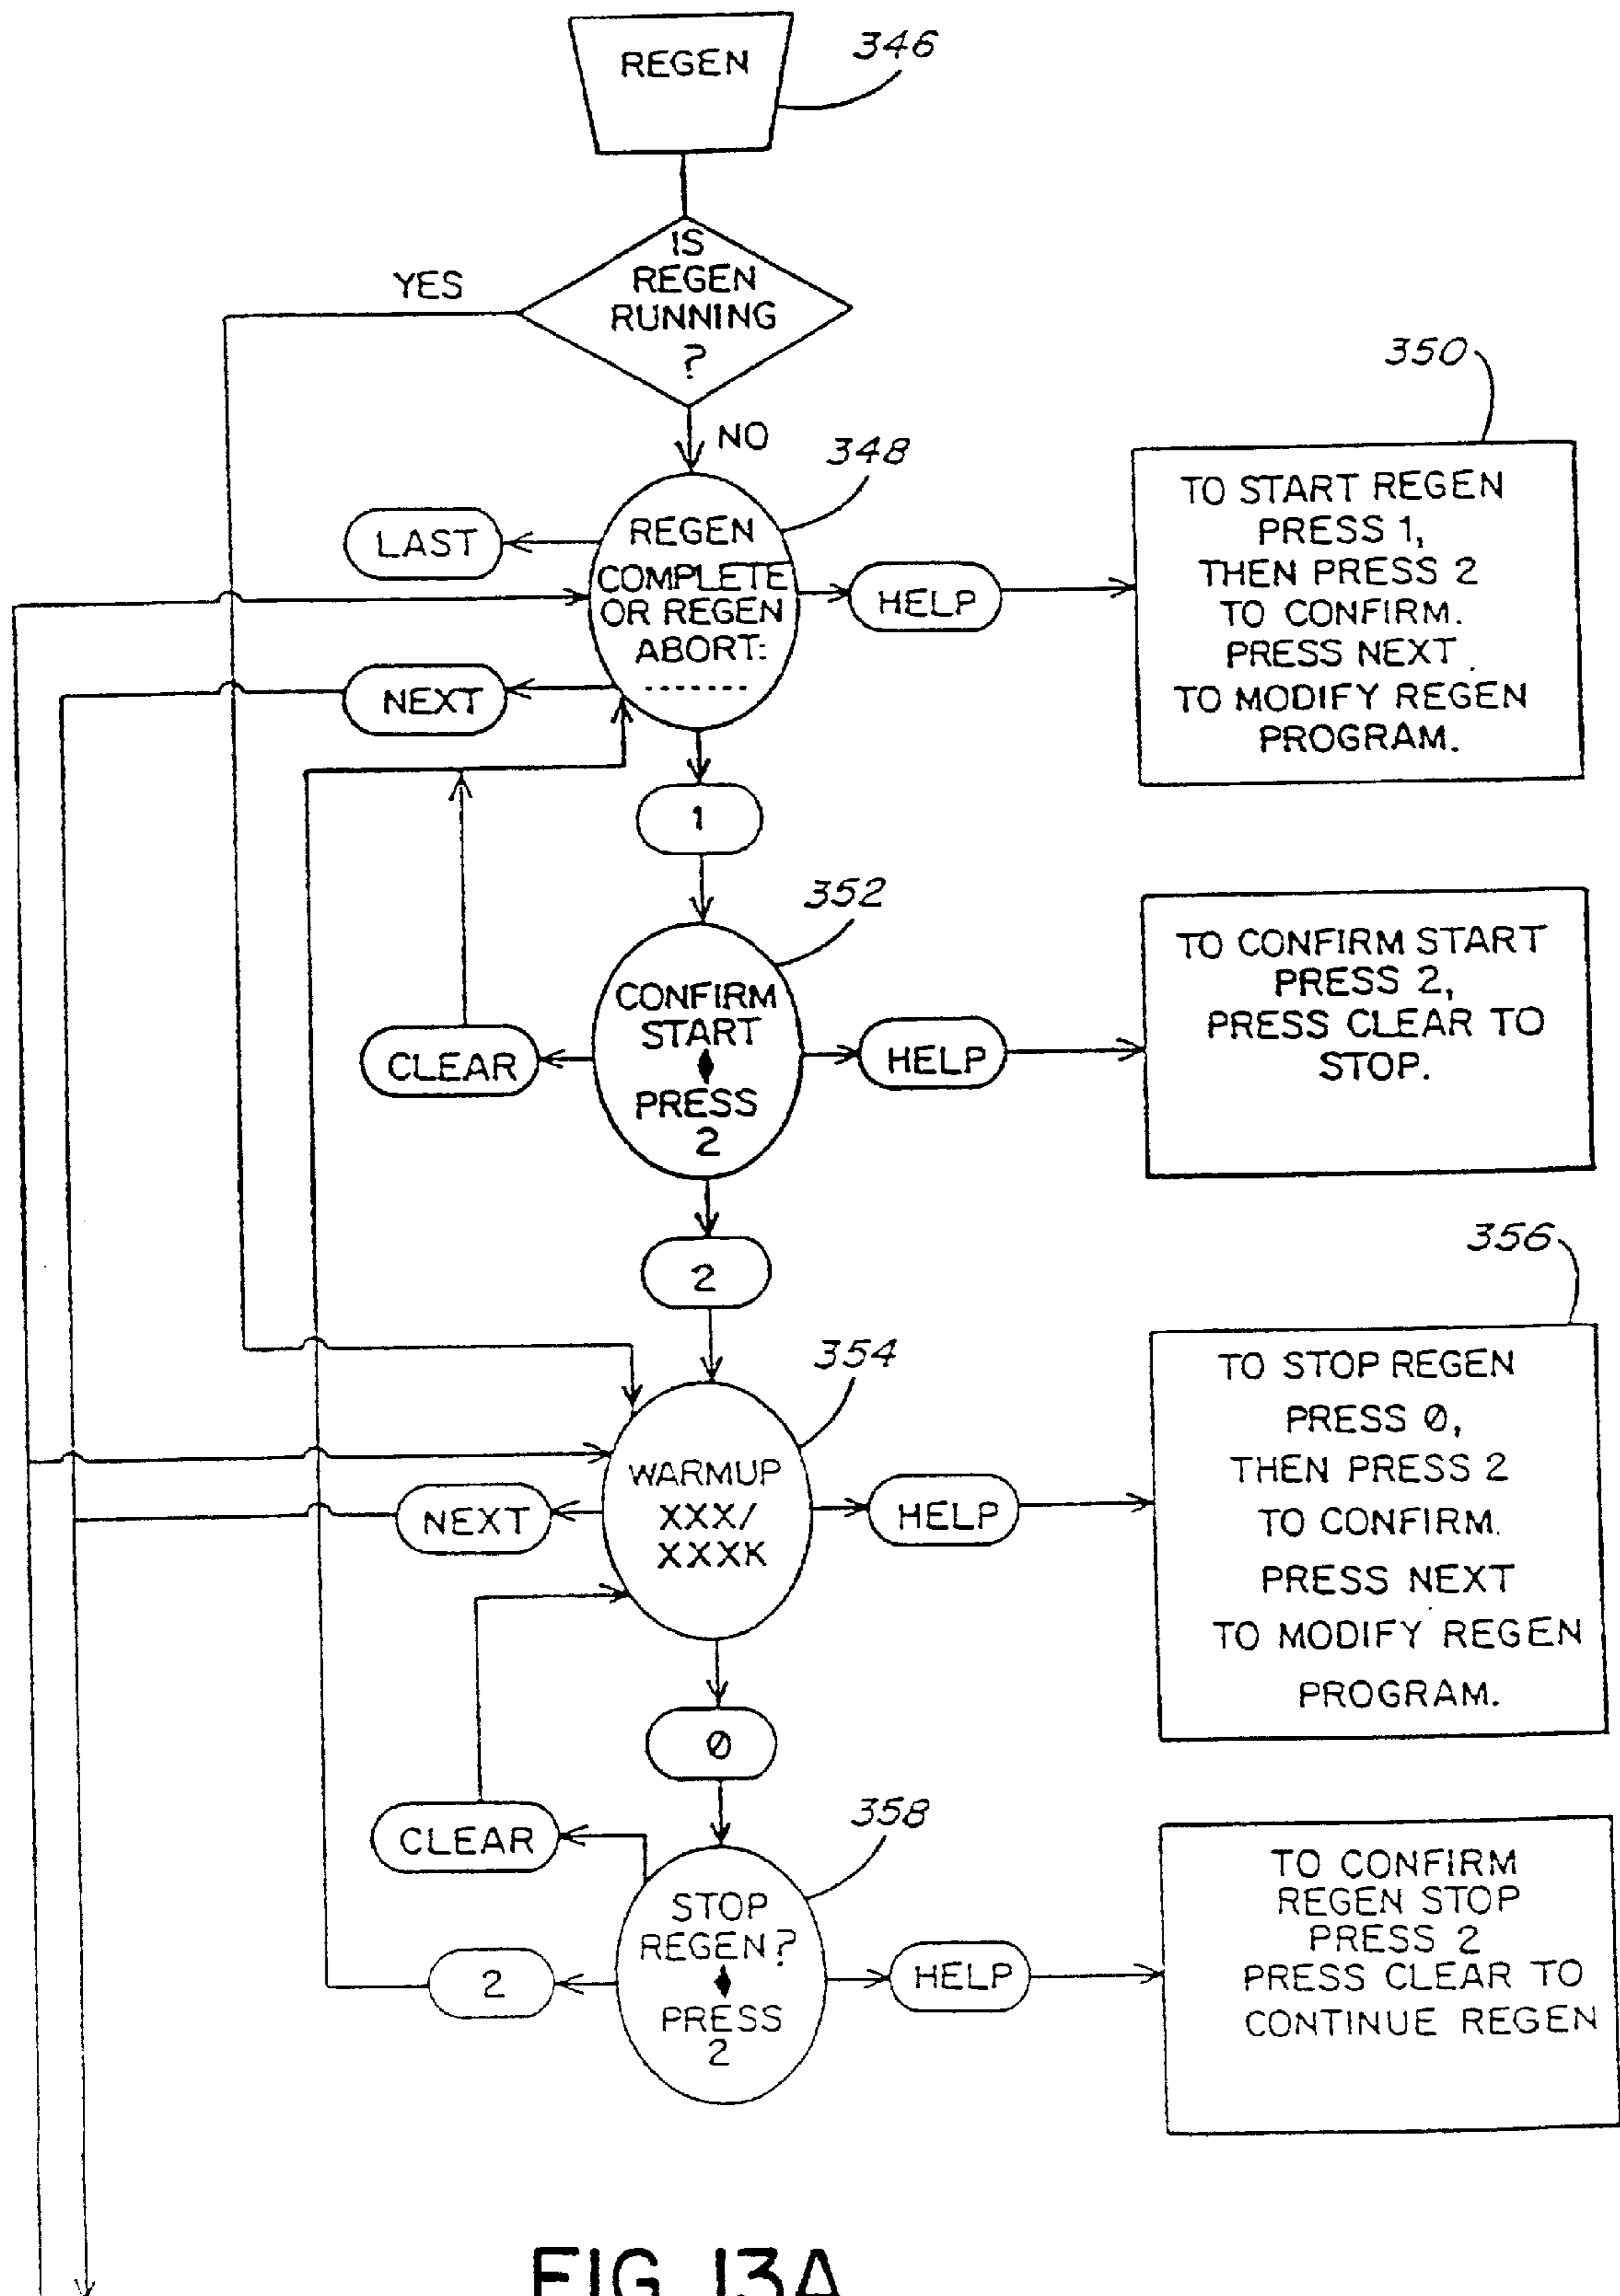 REGEN
346
IS
REGEN
RUNNING
?
YES
NO
348
350
LAST
REGEN
COMPLETE
OR REGEN
ABORT:
......
HELP
TO START REGEN
PRESS 1,
THEN PRESS 2
TO CONFIRM.
PRESS NEXT.
TO MODIFY REGEN
PROGRAM.
NEXT
1
352
CONFIRM
START
♦
PRESS
2
CLEAR
HELP
TO CONFIRM START
PRESS 2,
PRESS CLEAR TO
STOP.
2
354
356
WARMUP
XXX/
XXXK
NEXT
HELP
TO STOP REGEN
PRESS 0,
THEN PRESS 2
TO CONFIRM.
PRESS NEXT
TO MODIFY REGEN
PROGRAM.
0
358
CLEAR
STOP
REGEN?
♦
PRESS
2
2
HELP
TO CONFIRM
REGEN STOP
PRESS 2
PRESS CLEAR TO
CONTINUE REGEN
FIG. 13A